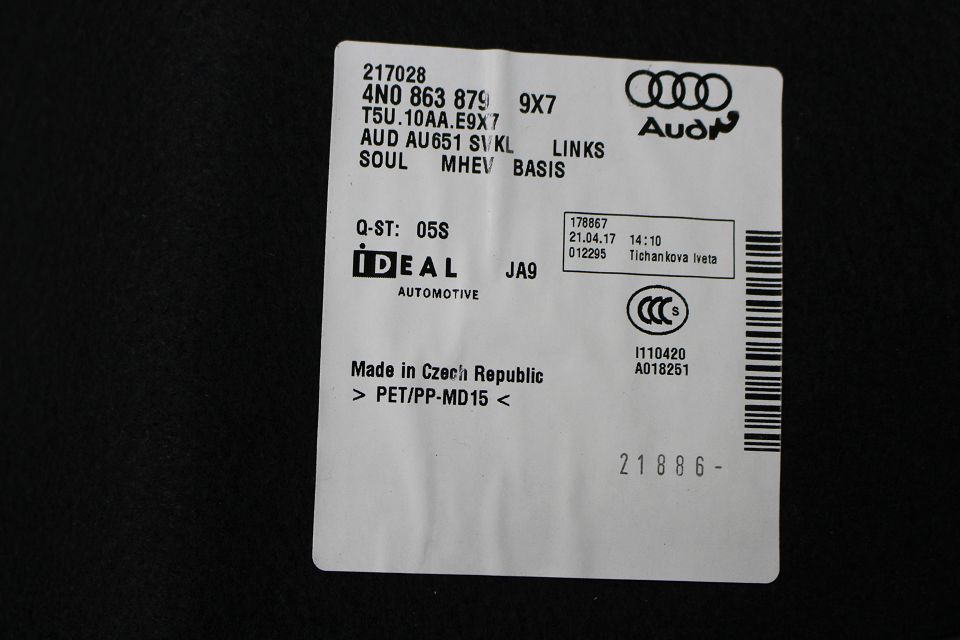 217028
4N0 863 879 9X7
T5U.10AA.E9X7
AUD AU651 SVKL LINKS
SOUL MHEV BASIS
Audi
Q-ST: 05S
iDEAL JA9
AUTOMOTIVE
178867
21.04.17 14:10
012295 Tichankova Iveta
CCC S
I110420
A018251
Made in Czech Republic
> PET/PP-MD15 <
21886-